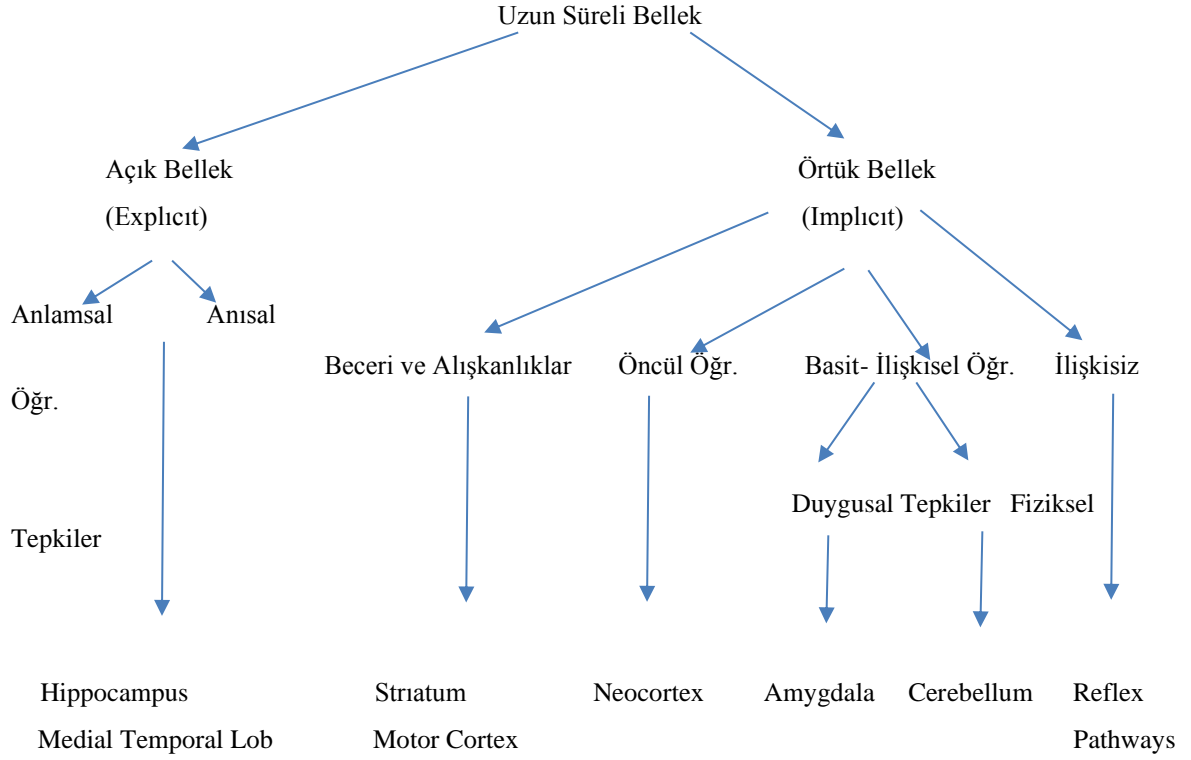 Uzun Süreli Bellek
Açık Bellek Örtük Bellek
(Explıcıt) (Implıcıt)
Anlamsal Anısal
Beceri ve Alışkanlıklar Öncül Öğr. Basit- İlişkısel Öğr. İlişkisiz
Öğr.
Duygusal Tepkiler Fiziksel
Tepkiler
Hippocampus Strıatum Neocortex Amygdala Cerebellum Reflex
Medial Temporal Lob Motor Cortex Pathways